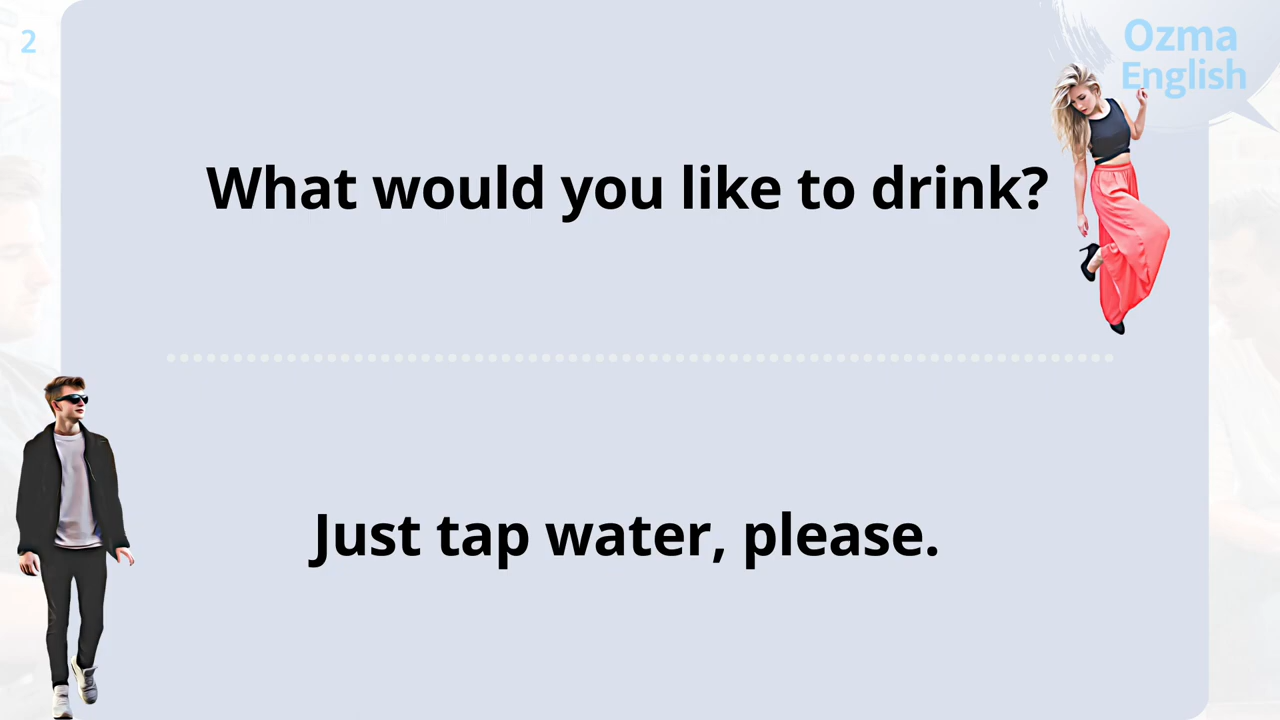 2
Ozma
English
What would you like to drink?
Just tap water, please.